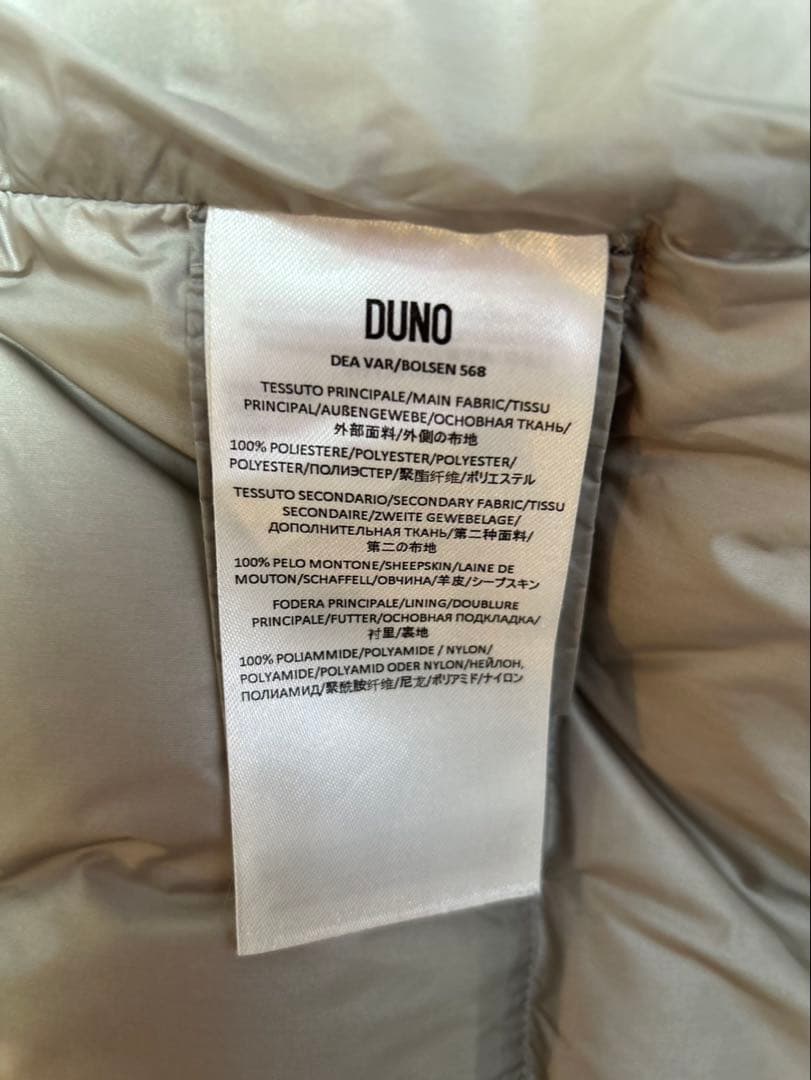 DUNO
DEA VAR/BOLSEN 568
TESSUTO PRINCIPALE/MAIN FABRIC/TISSU
PRINCIPAL/AUßENGEWEBE/ОСНОВНАЯ ТКАНЬ/
外部面料/外側の布地
100% POLIESTERE/POLYESTER/POLYESTER/
POLYESTER/ПОЛИЭСТЕР/聚酯纤维/ポリエステル
TESSUTO SECONDARIO/SECONDARY FABRIC/TISSU
SECONDAIRE/ZWEITE GEWEBELAGE/
ДОПОЛНИТЕЛЬНАЯ ТКАНЬ/第二种面料/
第二の布地
100% PELO MONTONE/SHEEPSKIN/LAINE DE
MOUTON/SCHAFFELL/ОВЧИНА/羊皮/シープスキン
FODERA PRINCIPALE/LINING/DOUBLURE
PRINCIPALE/FUTTER/ОСНОВНАЯ ПОДКЛАДКА/
衬里/裏地
100% POLIAMMIDE/POLYAMIDE / NYLON/
POLYAMIDE/POLYAMID ODER NYLON/НЕЙЛОН,
ПОЛИАМИД/聚酰胺纤维/尼龙/ポリアミド/ナイロン